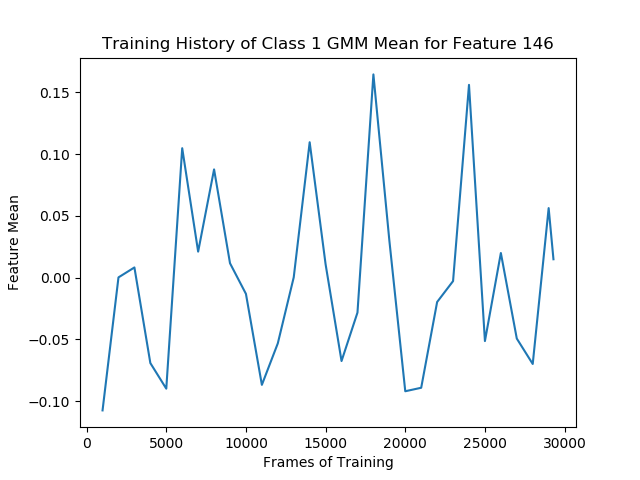 Training History of Class 1 GMM Mean for Feature 146
0.15
0.10
0.05
0.00
−0.05
−0.10
Feature Mean
0 5000 10000 15000 20000 25000 30000
Frames of Training